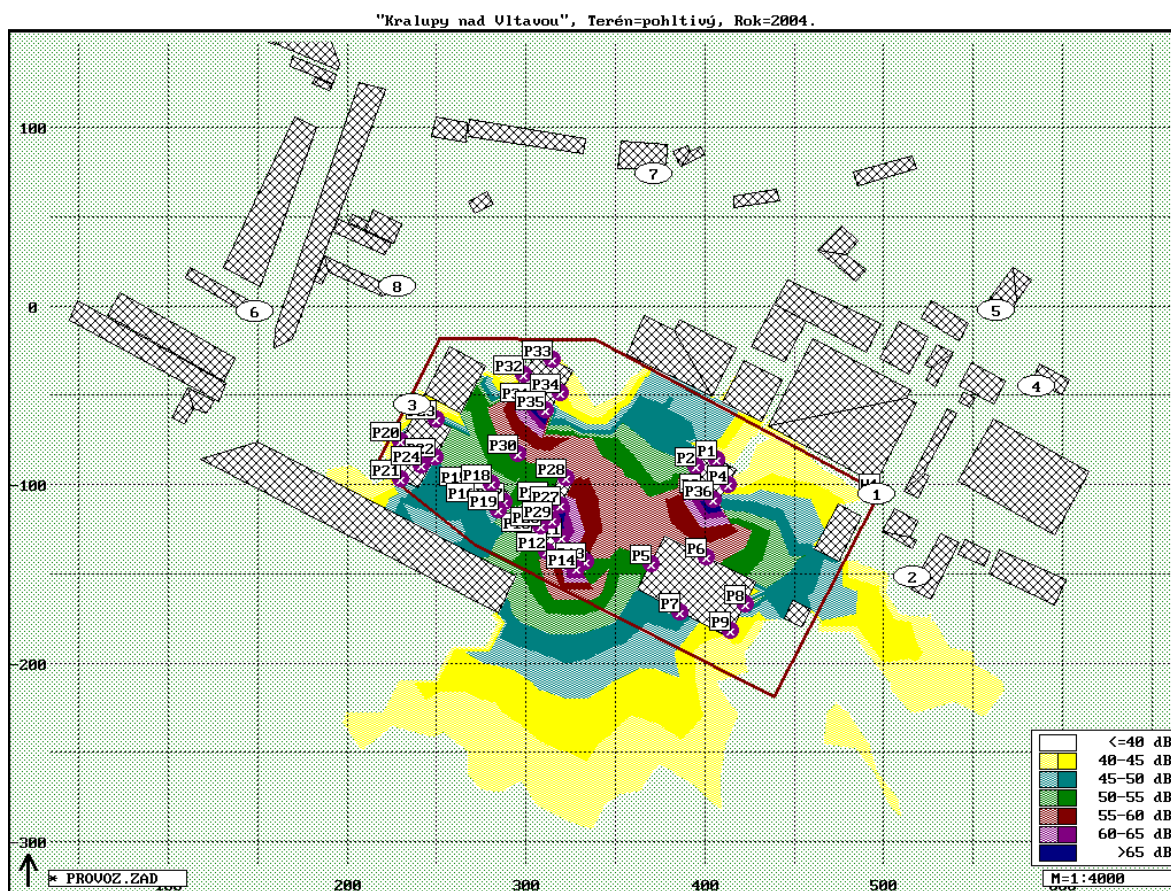 "Kralupy nad Vltavou", Terén=pohltivý, Rok=2004.
100
7
8
0
6
5
P33
P32
P34
4
P35
3
P20
P30
P1
P2
P24
P21
P18
P28
P4
-100
P19
P27
P36
1
P29
P12
P14
P5
P6
2
P7
P8
P9
-200
<=40 dB
40-45 dB
45-50 dB
50-55 dB
55-60 dB
60-65 dB
>65 dB
-300
* PROVOZ.ZAD
200
300
400
500
M=1:4000